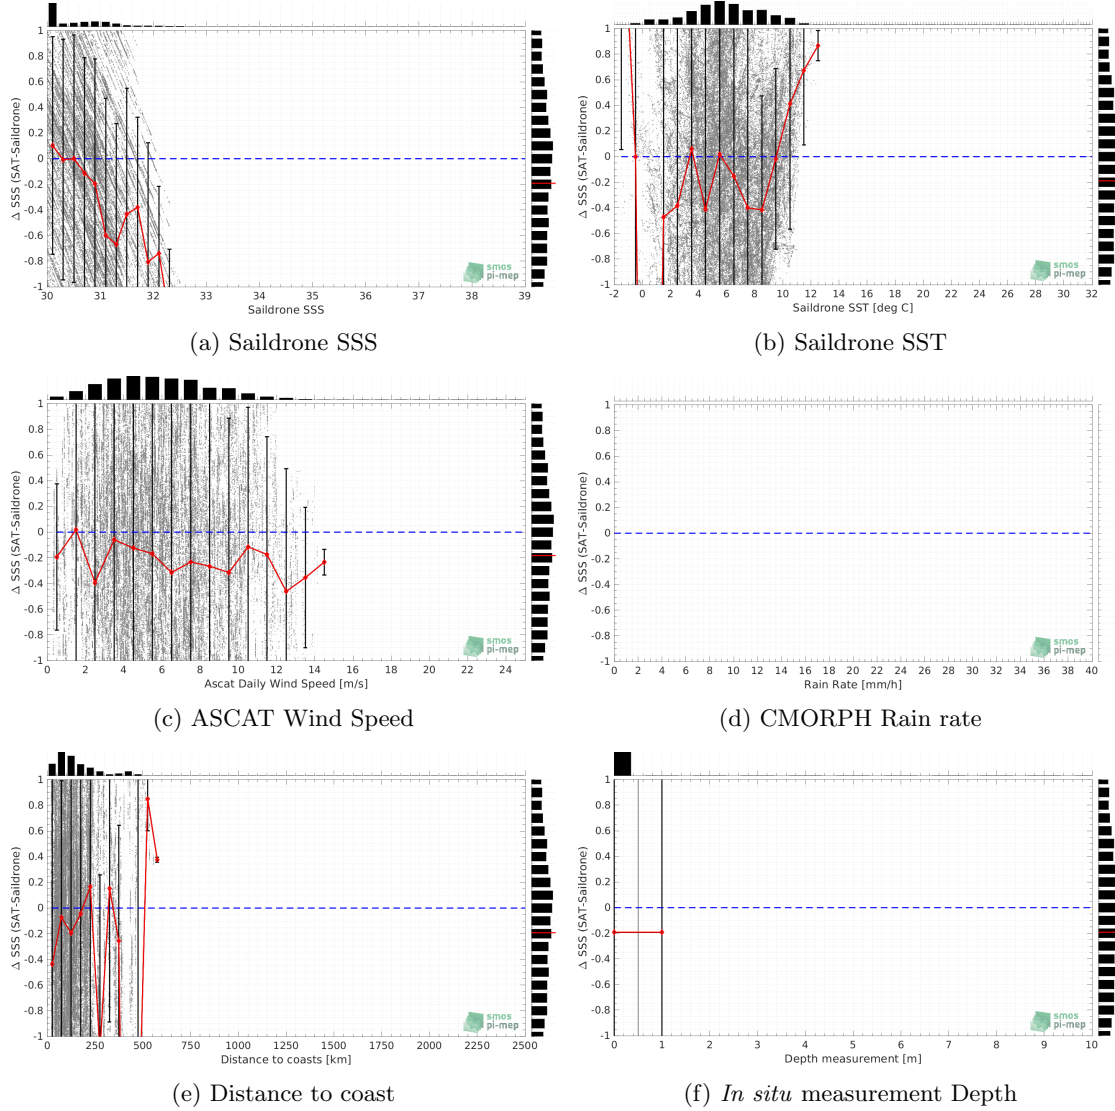 1
0.8
0.6
0.4
0.2
0
-0.2
-0.4
-0.6
-0.8
-1
Δ SSS (SAT-Saildrone)
30 31 32 33 34 35 36 37 38 39
Saildrone SSS
smos
pi-mep
(a) Saildrone SSS
1
0.8
0.6
0.4
0.2
0
-0.2
-0.4
-0.6
-0.8
-1
Δ SSS (SAT-Saildrone)
-2 0 2 4 6 8 10 12 14 16 18 20 22 24 26 28 30 32
Saildrone SST [deg C]
smos
pi-mep
(b) Saildrone SST
1
0.8
0.6
0.4
0.2
0
-0.2
-0.4
-0.6
-0.8
-1
Δ SSS (SAT-Saildrone)
0 2 4 6 8 10 12 14 16 18 20 22 24
Ascat Daily Wind Speed [m/s]
smos
pi-mep
(c) ASCAT Wind Speed
1
0.8
0.6
0.4
0.2
0
-0.2
-0.4
-0.6
-0.8
-1
Δ SSS (SAT-Saildrone)
0 2 4 6 8 10 12 14 16 18 20 22 24 26 28 30 32 34 36 38 40
Rain Rate [mm/h]
smos
pi-mep
(d) CMORPH Rain rate
1
0.8
0.6
0.4
0.2
0
-0.2
-0.4
-0.6
-0.8
-1
Δ SSS (SAT-Saildrone)
0 250 500 750 1000 1250 1500 1750 2000 2250 2500
Distance to coasts [km]
smos
pi-mep
(e) Distance to coast
1
0.8
0.6
0.4
0.2
0
-0.2
-0.4
-0.6
-0.8
-1
Δ SSS (SAT-Saildrone)
0 1 2 3 4 5 6 7 8 9 10
Depth measurement [m]
smos
pi-mep
(f) In situ measurement Depth